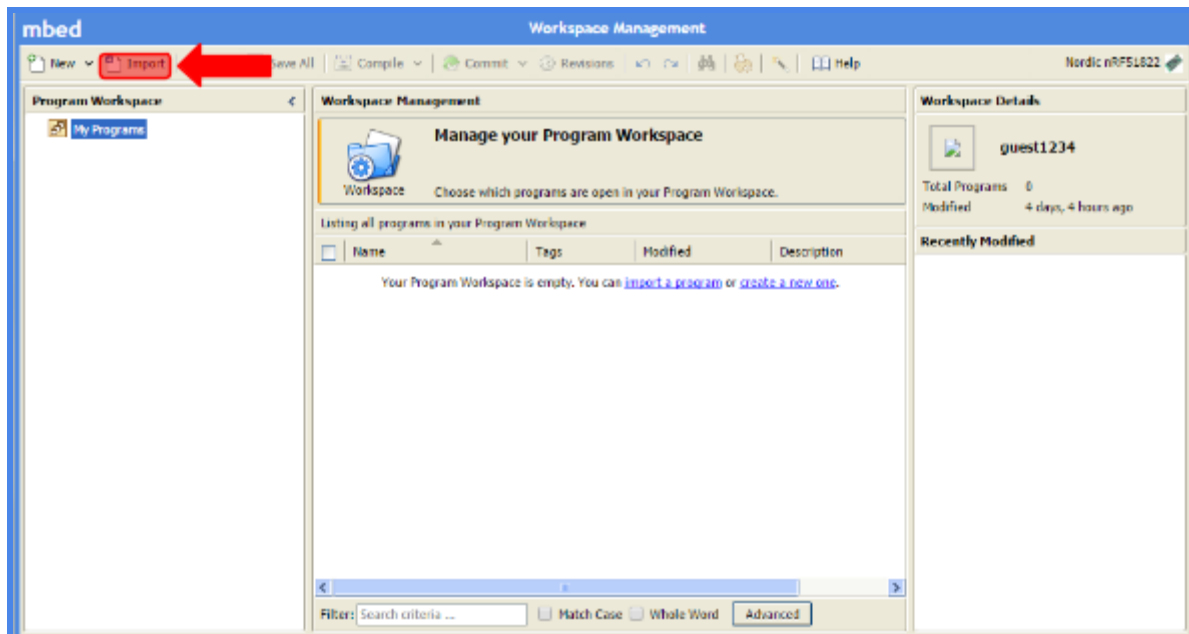 mbed
Workspace Management
New Import Save All Compile Commit Revisions Help Nordic nRF51822
Program Workspace
My Programs
Workspace Management
Manage your Program Workspace
Workspace
Choose which programs are open in your Program Workspace.
Listing all programs in your Program Workspace
Name Tags Modified Description
Your Program Workspace is empty. You can import a program or create a new one.
Filter: Search criteria ... Match Case Whole Word Advanced
Workspace Details
guest1234
Total Programs 0
Modified 4 days, 4 hours ago
Recently Modified